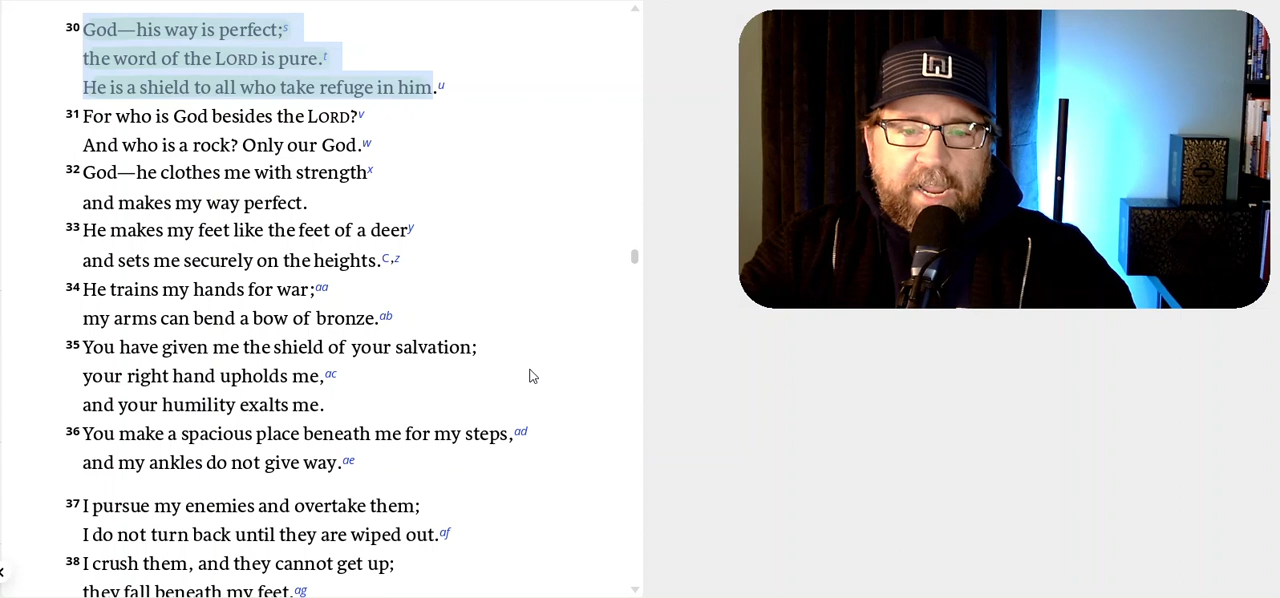 30 God—his way is perfect;s
the word of the LORD is pure.t
He is a shield to all who take refuge in him.u
31 For who is God besides the LORD?v
And who is a rock? Only our God.w
32 God—he clothes me with strengthx
and makes my way perfect.
33 He makes my feet like the feet of a deery
and sets me securely on the heights.C,z
34 He trains my hands for war;aa
my arms can bend a bow of bronze.ab
35 You have given me the shield of your salvation;
your right hand upholds me,ac
and your humility exalts me.
36 You make a spacious place beneath me for my steps,ad
and my ankles do not give way.ae
37 I pursue my enemies and overtake them;
I do not turn back until they are wiped out.af
38 I crush them, and they cannot get up;
they fall beneath my feet.ag